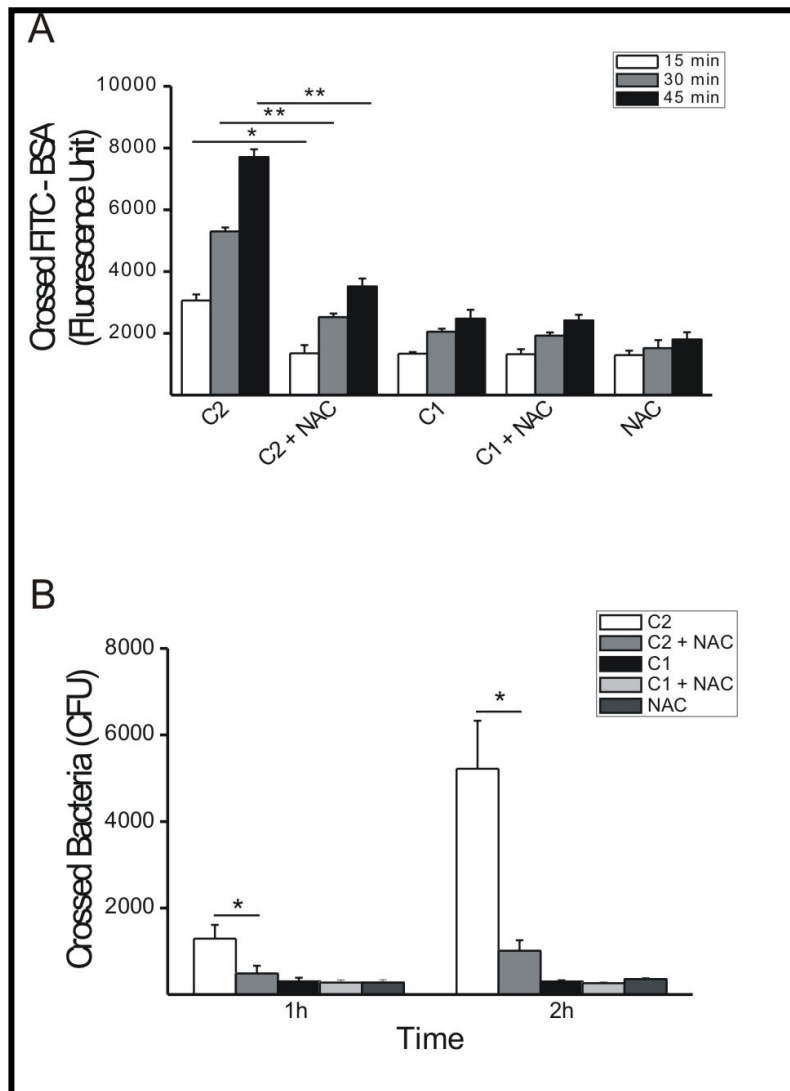 A
15 min
30 min
45 min
Crossed FITC - BSA
(Fluorescence Unit)
10000
8000
6000
4000
2000
**
**
*
C2
C2 + NAC
C1
C1 + NAC
NAC
B
C2
C2 + NAC
C1
C1 + NAC
NAC
Crossed Bacteria (CFU)
8000
6000
4000
2000
*
*
1h
2h
Time